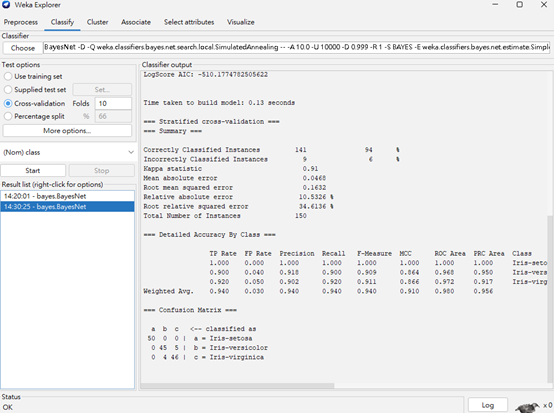 Weka Explorer
Preprocess Classify Cluster Associate Select attributes Visualize
Classifier
Choose BayesNet -D -Q weka.classifiers.bayes.net.search.local.SimulatedAnnealing -- -A 10.0 -U 10000 -D 0.999 -R 1 -S BAYES -E weka.classifiers.bayes.net.estimate.Simpl
Test options
Use training set
Supplied test set Set...
Cross-validation Folds 10
Percentage split % 66
More options...
(Nom) class
Start Stop
Result list (right-click for options)
14:20:01 - bayes.BayesNet
14:30:25 - bayes.BayesNet
Classifier output
LogScore AIC: -510.1774782505622
Time taken to build model: 0.13 seconds
=== Stratified cross-validation ===
=== Summary ===
Correctly Classified Instances 141 94 %
Incorrectly Classified Instances 9 6 %
Kappa statistic 0.91
Mean absolute error 0.0468
Root mean squared error 0.1632
Relative absolute error 10.5326 %
Root relative squared error 34.6136 %
Total Number of Instances 150
=== Detailed Accuracy By Class ===
TP Rate FP Rate Precision Recall F-Measure MCC ROC Area PRC Area Class
1.000 0.000 1.000 1.000 1.000 1.000 1.000 1.000 Iris-seto
0.900 0.040 0.918 0.900 0.909 0.864 0.968 0.950 Iris-vers
0.920 0.050 0.902 0.920 0.911 0.866 0.972 0.917 Iris-virg
Weighted Avg. 0.940 0.030 0.940 0.940 0.940 0.910 0.980 0.956
=== Confusion Matrix ===
a b c <-- classified as
50 0 0 | a = Iris-setosa
0 45 5 | b = Iris-versicolor
0 4 46 | c = Iris-virginica
Status
OK
Log x 0